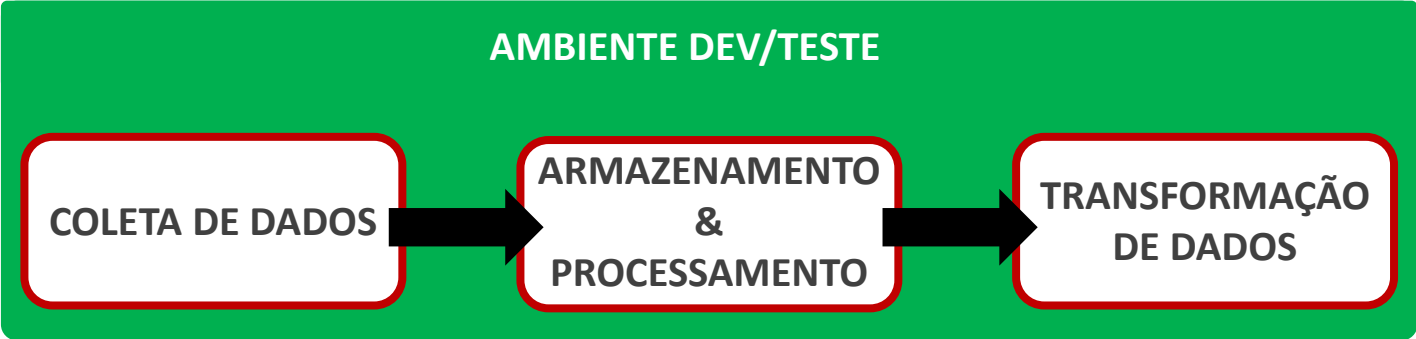 AMBIENTE DEV/TESTE
COLETA DE DADOS
ARMAZENAMENTO
&
PROCESSAMENTO
TRANSFORMAÇÃO
DE DADOS